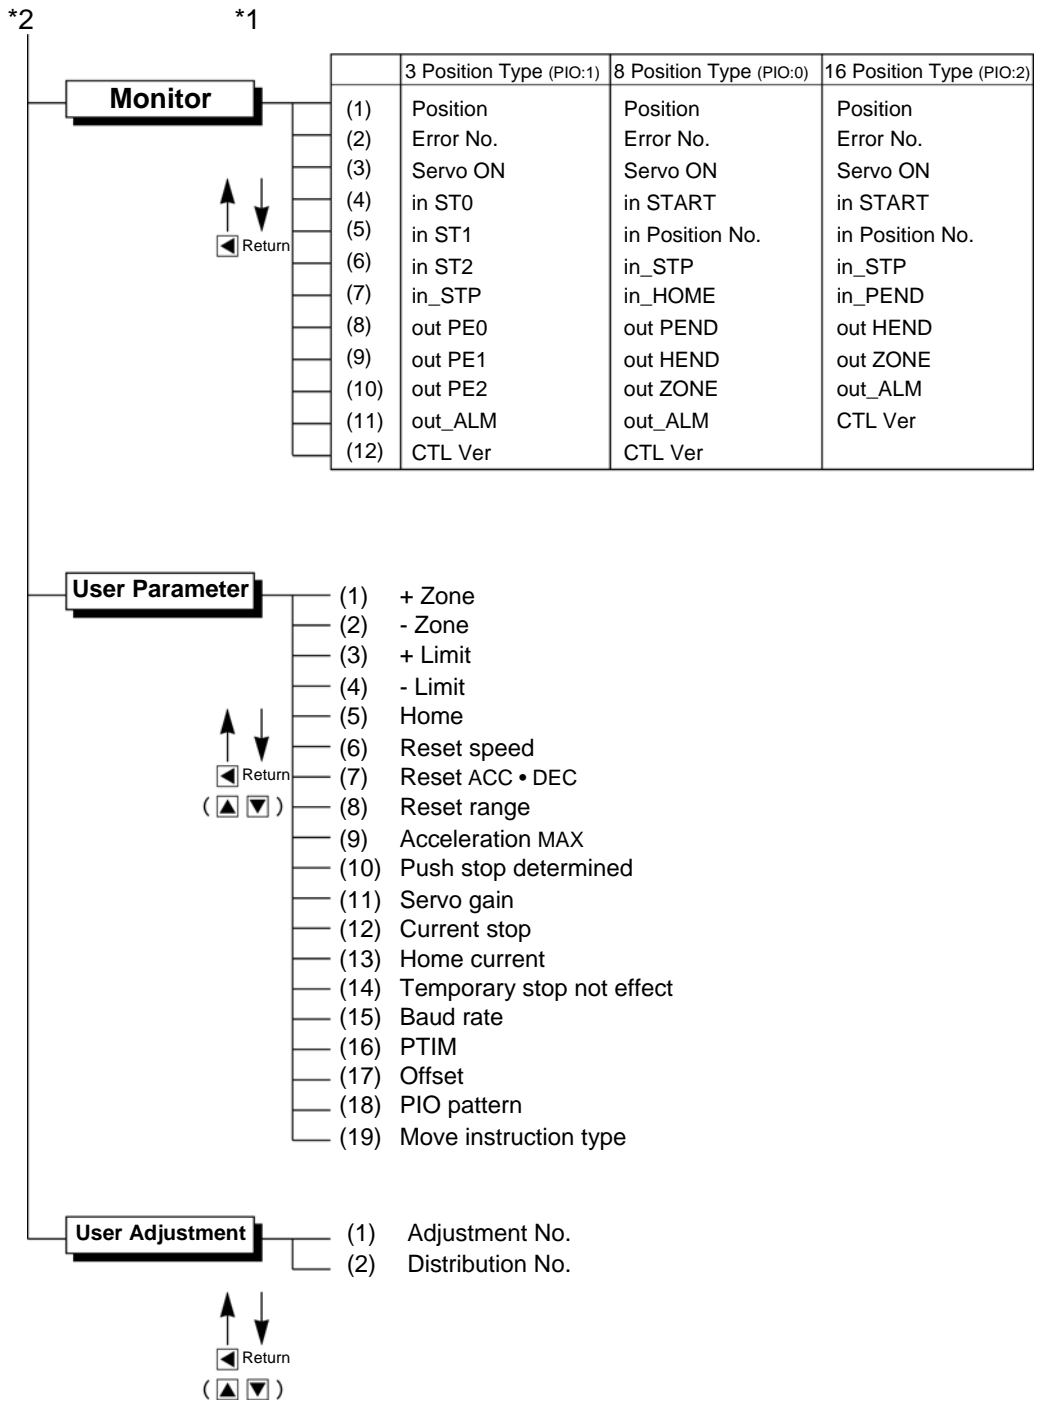 *2 *1
3 Position Type (PIO:1) 8 Position Type (PIO:0) 16 Position Type (PIO:2)
Monitor
(1) Position Position Position
(2) Error No. Error No. Error No.
(3) Servo ON Servo ON Servo ON
(4) in ST0 in START in START
(5) in ST1 in Position No. in Position No.
Return
(6) in ST2 in_STP in_STP
(7) in_STP in_HOME in_PEND
(8) out PE0 out PEND out HEND
(9) out PE1 out HEND out ZONE
(10) out PE2 out ZONE out_ALM
(11) out_ALM out_ALM CTL Ver
(12) CTL Ver CTL Ver
User Parameter
(1) + Zone
(2) - Zone
(3) + Limit
(4) - Limit
(5) Home
(6) Reset speed
Return
(7) Reset ACC • DEC
( ▲ ▼ )
(8) Reset range
(9) Acceleration MAX
(10) Push stop determined
(11) Servo gain
(12) Current stop
(13) Home current
(14) Temporary stop not effect
(15) Baud rate
(16) PTIM
(17) Offset
(18) PIO pattern
(19) Move instruction type
User Adjustment
(1) Adjustment No.
(2) Distribution No.
Return
( ▲ ▼ )